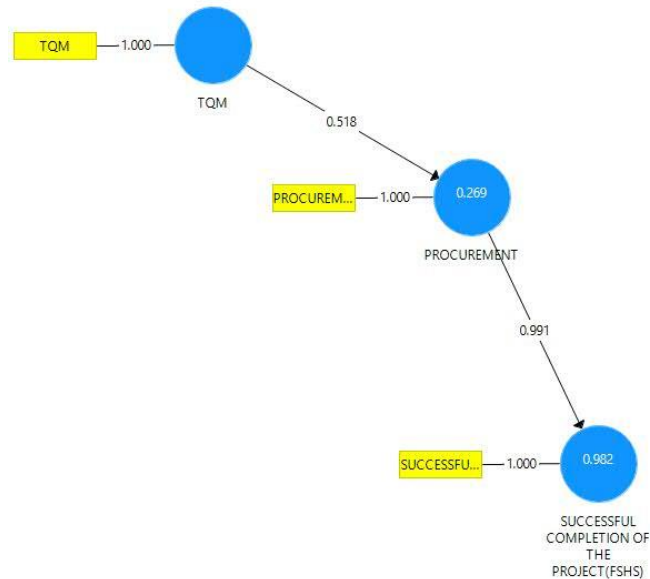 TQM
1.000
TQM
0.518
PROCUREM...
1.000
0.269
PROCUREMENT
0.991
SUCCESSFU...
1.000
0.982
SUCCESSFUL
COMPLETION OF
THE
PROJECT(FSHS)